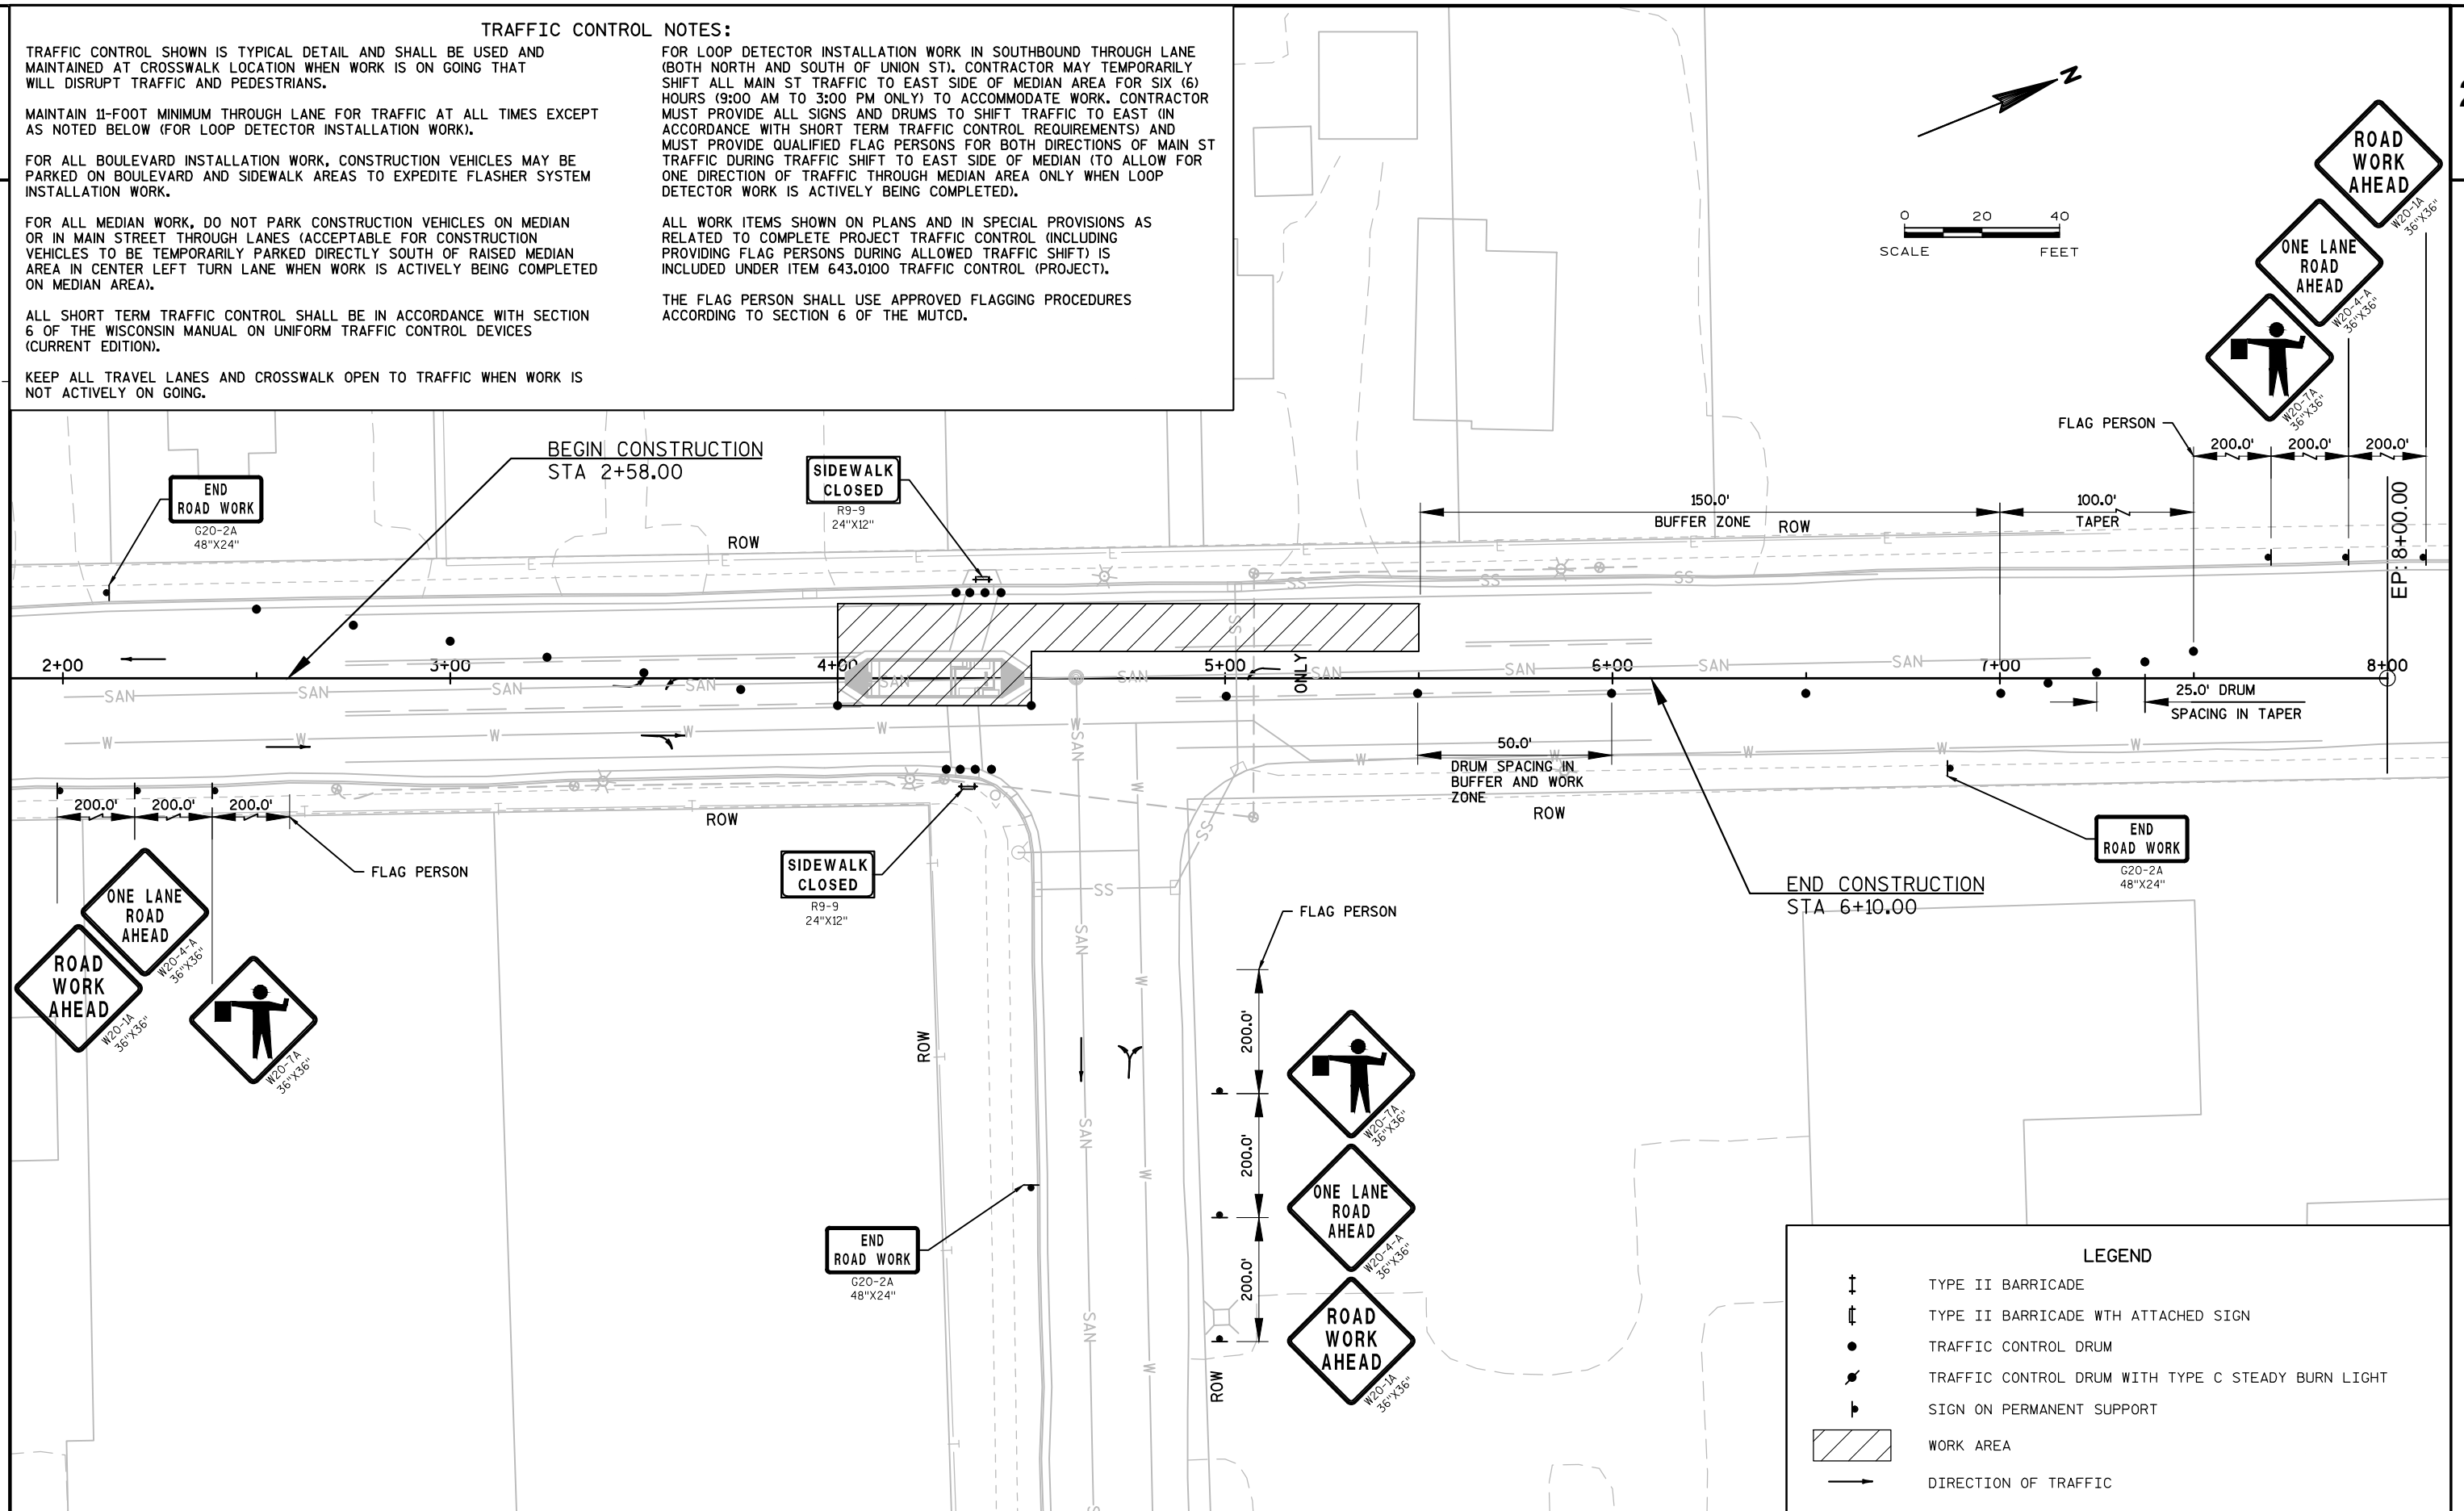 TRAFFIC CONTROL NOTES:
TRAFFIC CONTROL SHOWN IS TYPICAL DETAIL AND SHALL BE USED AND
MAINTAINED AT CROSSWALK LOCATION WHEN WORK IS ON GOING THAT
WILL DISRUPT TRAFFIC AND PEDESTRIANS.
MAINTAIN 11-FOOT MINIMUM THROUGH LANE FOR TRAFFIC AT ALL TIMES EXCEPT
AS NOTED BELOW (FOR LOOP DETECTOR INSTALLATION WORK).
FOR ALL BOULEVARD INSTALLATION WORK, CONSTRUCTION VEHICLES MAY BE
PARKED ON BOULEVARD AND SIDEWALK AREAS TO EXPEDITE FLASHER SYSTEM
INSTALLATION WORK.
FOR ALL MEDIAN WORK, DO NOT PARK CONSTRUCTION VEHICLES ON MEDIAN
OR IN MAIN STREET THROUGH LANES (ACCEPTABLE FOR CONSTRUCTION
VEHICLES TO BE TEMPORARILY PARKED DIRECTLY SOUTH OF RAISED MEDIAN
AREA IN CENTER LEFT TURN LANE WHEN WORK IS ACTIVELY BEING COMPLETED
ON MEDIAN AREA).
ALL SHORT TERM TRAFFIC CONTROL SHALL BE IN ACCORDANCE WITH SECTION
6 OF THE WISCONSIN MANUAL ON UNIFORM TRAFFIC CONTROL DEVICES
(CURRENT EDITION).
KEEP ALL TRAVEL LANES AND CROSSWALK OPEN TO TRAFFIC WHEN WORK IS
NOT ACTIVELY ON GOING.
FOR LOOP DETECTOR INSTALLATION WORK IN SOUTHBOUND THROUGH LANE
(BOTH NORTH AND SOUTH OF UNION ST). CONTRACTOR MAY TEMPORARILY
SHIFT ALL MAIN ST TRAFFIC TO EAST SIDE OF MEDIAN AREA FOR SIX (6)
HOURS (9:00 AM TO 3:00 PM ONLY) TO ACCOMMODATE WORK. CONTRACTOR
MUST PROVIDE ALL SIGNS AND DRUMS TO SHIFT TRAFFIC TO EAST (IN
ACCORDANCE WITH SHORT TERM TRAFFIC CONTROL REQUIREMENTS) AND
MUST PROVIDE QUALIFIED FLAG PERSONS FOR BOTH DIRECTIONS OF MAIN ST
TRAFFIC DURING TRAFFIC SHIFT TO EAST SIDE OF MEDIAN (TO ALLOW FOR
ONE DIRECTION OF TRAFFIC THROUGH MEDIAN AREA ONLY WHEN LOOP
DETECTOR WORK IS ACTIVELY BEING COMPLETED).
ALL WORK ITEMS SHOWN ON PLANS AND IN SPECIAL PROVISIONS AS
RELATED TO COMPLETE PROJECT TRAFFIC CONTROL (INCLUDING
PROVIDING FLAG PERSONS DURING ALLOWED TRAFFIC SHIFT) IS
INCLUDED UNDER ITEM 643.0100 TRAFFIC CONTROL (PROJECT).
THE FLAG PERSON SHALL USE APPROVED FLAGGING PROCEDURES
ACCORDING TO SECTION 6 OF THE MUTCD.
N
0 20 40
SCALE FEET
ROAD
WORK
AHEAD
W20-1A
36"X36"
ONE LANE
ROAD
AHEAD
W20-4-A
36"X36"
W20-7A
36"X36"
FLAG PERSON
200.0' 200.0' 200.0'
BEGIN CONSTRUCTION
STA 2+58.00
END
ROAD WORK
G20-2A
48"X24"
SIDEWALK
CLOSED
R9-9
24"X12"
150.0'
BUFFER ZONE
100.0'
TAPER
ROW
ROW
EP: 8+00.00
E E E E E E E E
SS SS SS
SS
2+00 3+00 4+00 5+00 6+00 7+00 8+00
ONLY
SAN SAN SAN SAN SAN SAN SAN SAN SAN SAN
25.0' DRUM
SPACING IN TAPER
50.0'
DRUM SPACING IN
BUFFER AND WORK
ZONE
W W W W W W W W W W W
SAN
W
SS
200.0' 200.0' 200.0'
T T T
ROW
ROW
FLAG PERSON
SIDEWALK
CLOSED
R9-9
24"X12"
END
ROAD WORK
G20-2A
48"X24"
END CONSTRUCTION
STA 6+10.00
ONE LANE
ROAD
AHEAD
W20-4-A
36"X36"
ROAD
WORK
AHEAD
W20-1A
36"X36"
W20-7A
36"X36"
SS
FLAG PERSON
SAN
W
ROW
200.0'
W20-7A
36"X36"
SAN
W
200.0'
ONE LANE
ROAD
AHEAD
W20-4-A
36"X36"
END
ROAD WORK
G20-2A
48"X24"
200.0'
SAN
W
ROAD
WORK
AHEAD
W20-1A
36"X36"
ROW
T T T T
S
LEGEND
TYPE II BARRICADE
TYPE II BARRICADE WTH ATTACHED SIGN
TRAFFIC CONTROL DRUM
TRAFFIC CONTROL DRUM WITH TYPE C STEADY BURN LIGHT
SIGN ON PERMANENT SUPPORT
WORK AREA
DIRECTION OF TRAFFIC